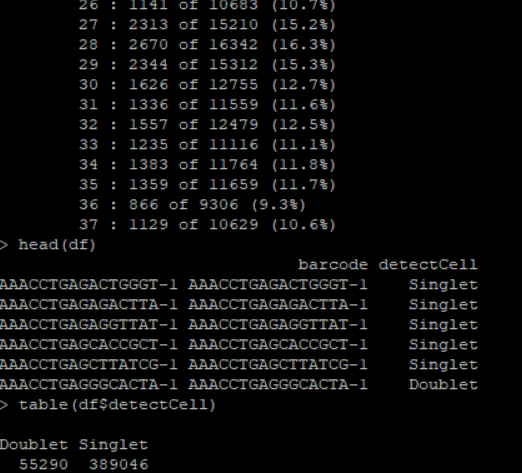 26 : 1141 of 10683 (10.7%)
27 : 2313 of 15210 (15.2%)
28 : 2670 of 16342 (16.3%)
29 : 2344 of 15312 (15.3%)
30 : 1626 of 12755 (12.7%)
31 : 1336 of 11559 (11.6%)
32 : 1557 of 12479 (12.5%)
33 : 1235 of 11116 (11.1%)
34 : 1383 of 11764 (11.8%)
35 : 1359 of 11659 (11.7%)
36 : 866 of 9306 (9.3%)
37 : 1129 of 10629 (10.6%)
> head(df)
barcode detectCell
AAACCTGAGACTGGGT-1 AAACCTGAGACTGGGT-1 Singlet
AAACCTGAGAGACTTA-1 AAACCTGAGAGACTTA-1 Singlet
AAACCTGAGAGGTTAT-1 AAACCTGAGAGGTTAT-1 Singlet
AAACCTGAGCACCGCT-1 AAACCTGAGCACCGCT-1 Singlet
AAACCTGAGCTTATCG-1 AAACCTGAGCTTATCG-1 Singlet
AAACCTGAGGGCACTA-1 AAACCTGAGGGCACTA-1 Doublet
> table(df$detectCell)
Doublet Singlet
55290 389046